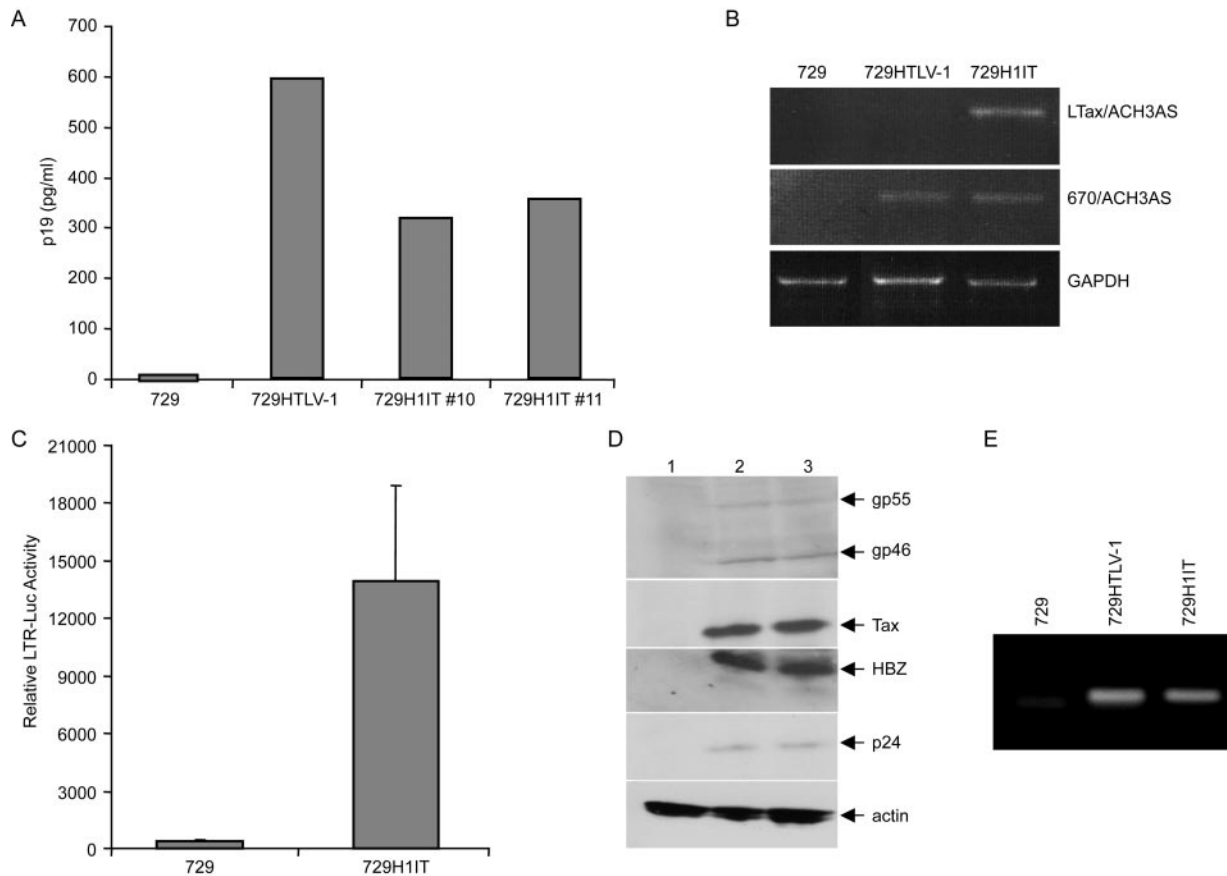 A
700
600
500
400
300
200
100
0
p19 (pg/ml)
729
729HTLV-1
729H1IT #10
729H1IT #11
B
729
729HTLV-1
729H1IT
LTax/ACH3AS
670/ACH3AS
GAPDH
C
21000
18000
15000
12000
9000
6000
3000
0
Relative LTR-Luc Activity
729
729H1IT
D
1
2
3
gp55
gp46
Tax
HBZ
p24
actin
E
729
729HTLV-1
729H1IT